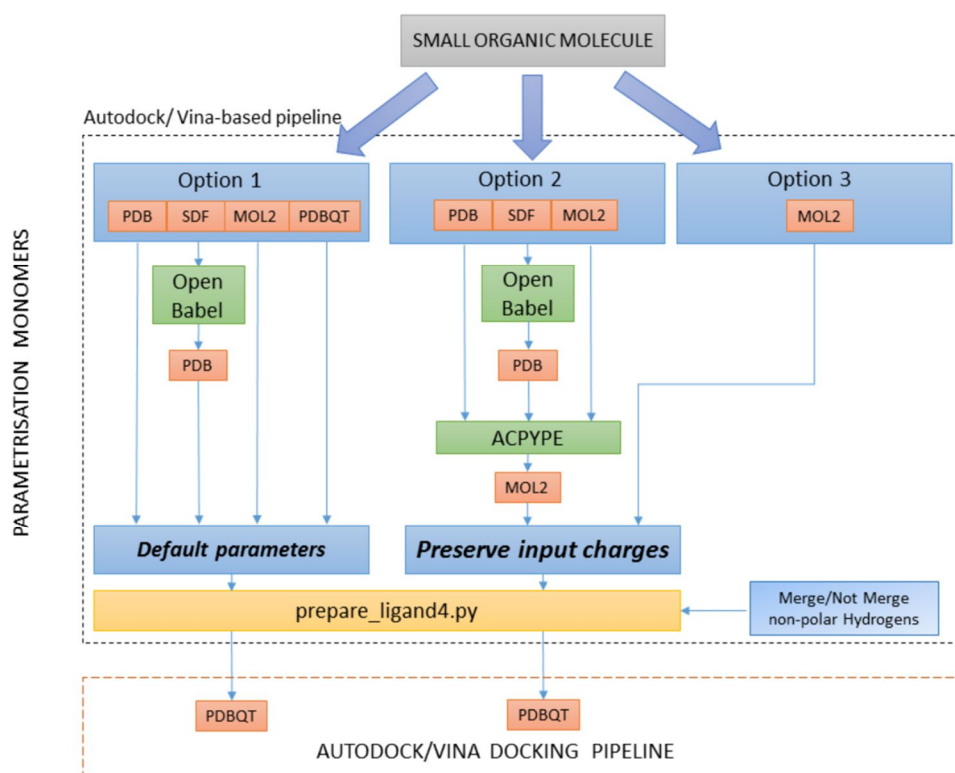 SMALL ORGANIC MOLECULE
Autodock/ Vina-based pipeline
PARAMETRISATION MONOMERS
Option 1
PDB
SDF
MOL2
PDBQT
Option 2
PDB
SDF
MOL2
Option 3
MOL2
Open
Babel
Open
Babel
PDB
PDB
ACPYPE
MOL2
Default parameters
Preserve input charges
prepare_ligand4.py
Merge/Not Merge
non-polar Hydrogens
PDBQT
PDBQT
AUTODOCK/VINA DOCKING PIPELINE